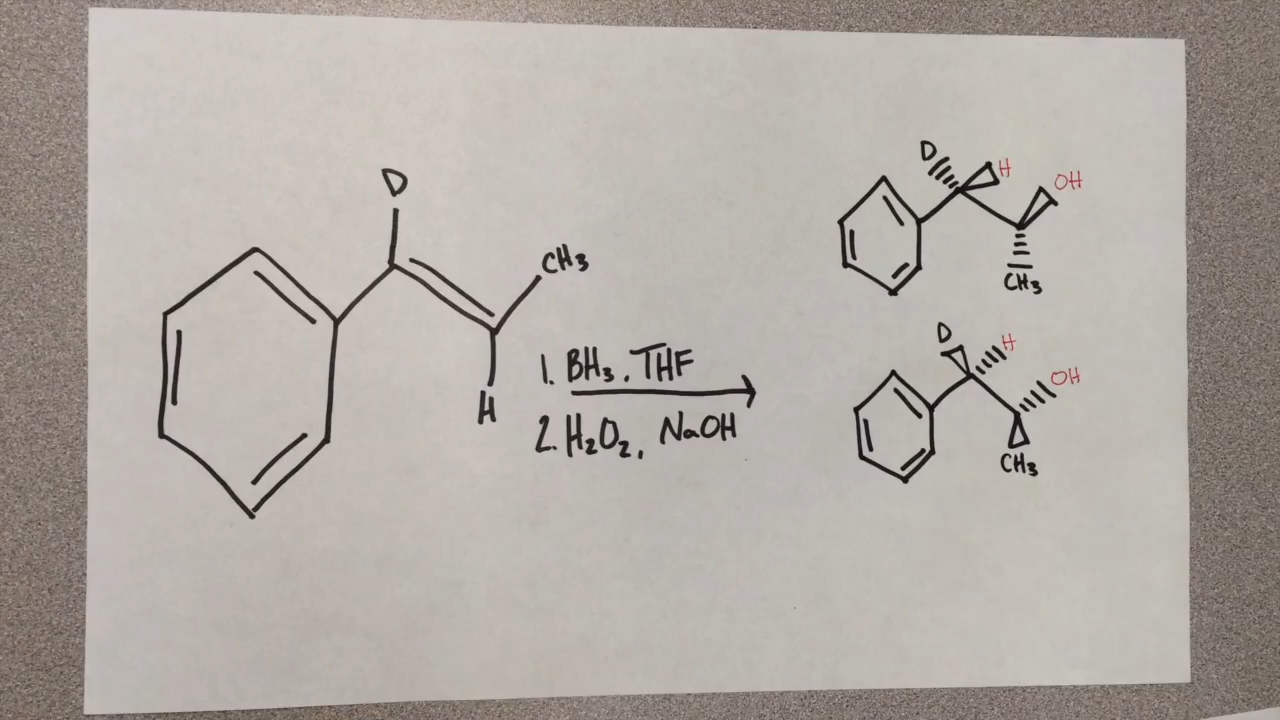 D
CH₃
H
1. BH₃ . THF
2. H₂O₂, NaOH
D H
OH
CH₃
D H
OH
CH₃